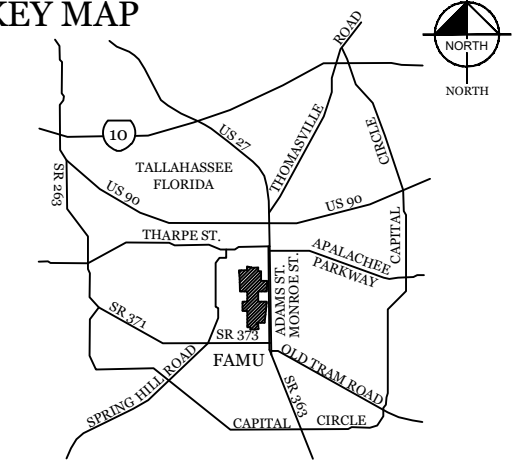 KEY MAP
ROAD
NORTH
NORTH
10
US 27
THOMASVILLE
CIRCLE
TALLAHASSEE
FLORIDA
SR 263
US 90
US 90
CAPITAL
THARPE ST.
APALACHEE
PARKWAY
ADAMS ST.
MONROE ST.
SR 371
SR 373
FAMU
OLD TRAM ROAD
SPRING HILL ROAD
SR 363
CAPITAL CIRCLE